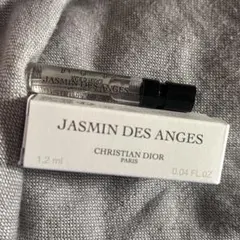 JASMIN DES ANGES
JASMIN DES ANGES
CHRISTIAN DIOR
PARIS
1,2 ml
0.04 FL.OZ